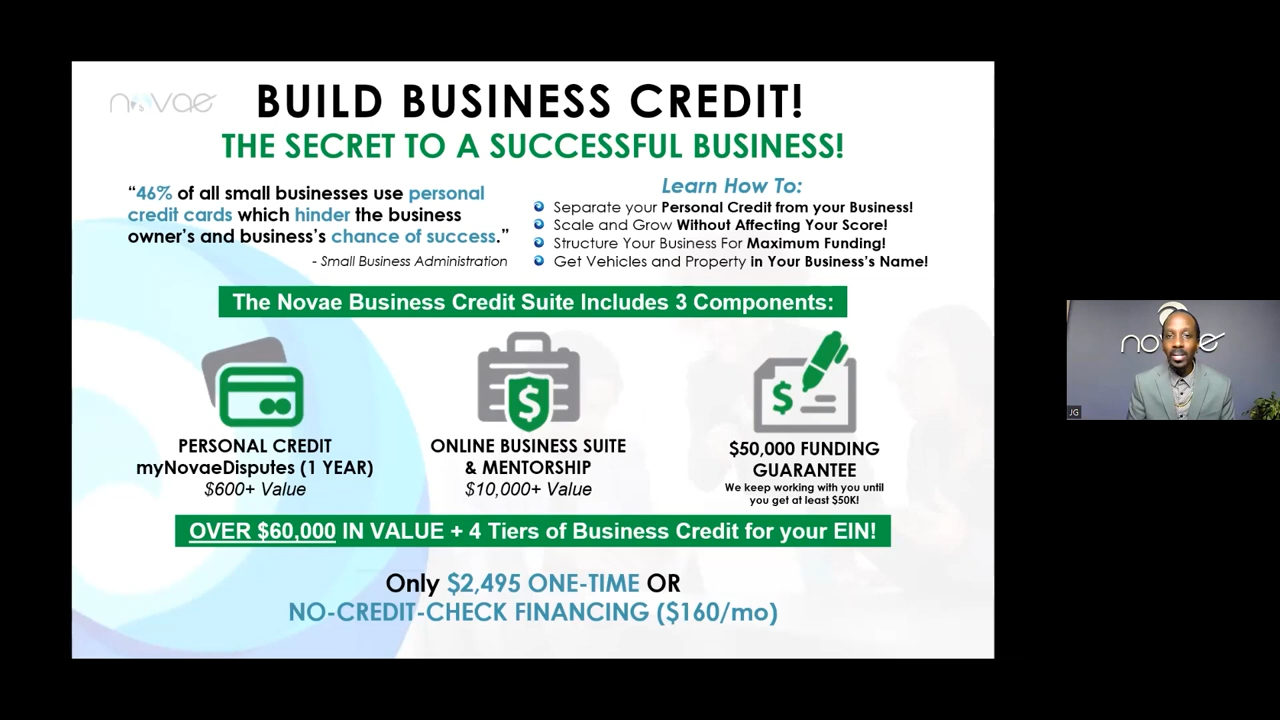 novae
BUILD BUSINESS CREDIT!
THE SECRET TO A SUCCESSFUL BUSINESS!
“46% of all small businesses use personal
credit cards which hinder the business
owner’s and business’s chance of success.”
- Small Business Administration
Learn How To:
Separate your Personal Credit from your Business!
Scale and Grow Without Affecting Your Score!
Structure Your Business For Maximum Funding!
Get Vehicles and Property in Your Business’s Name!
The Novae Business Credit Suite Includes 3 Components:
PERSONAL CREDIT
myNovaeDisputes (1 YEAR)
$600+ Value
$
ONLINE BUSINESS SUITE
& MENTORSHIP
$10,000+ Value
$
$50,000 FUNDING
GUARANTEE
We keep working with you until
you get at least $50K!
OVER $60,000 IN VALUE + 4 Tiers of Business Credit for your EIN!
Only $2,495 ONE-TIME OR
NO-CREDIT-CHECK FINANCING ($160/mo)
novae
JG